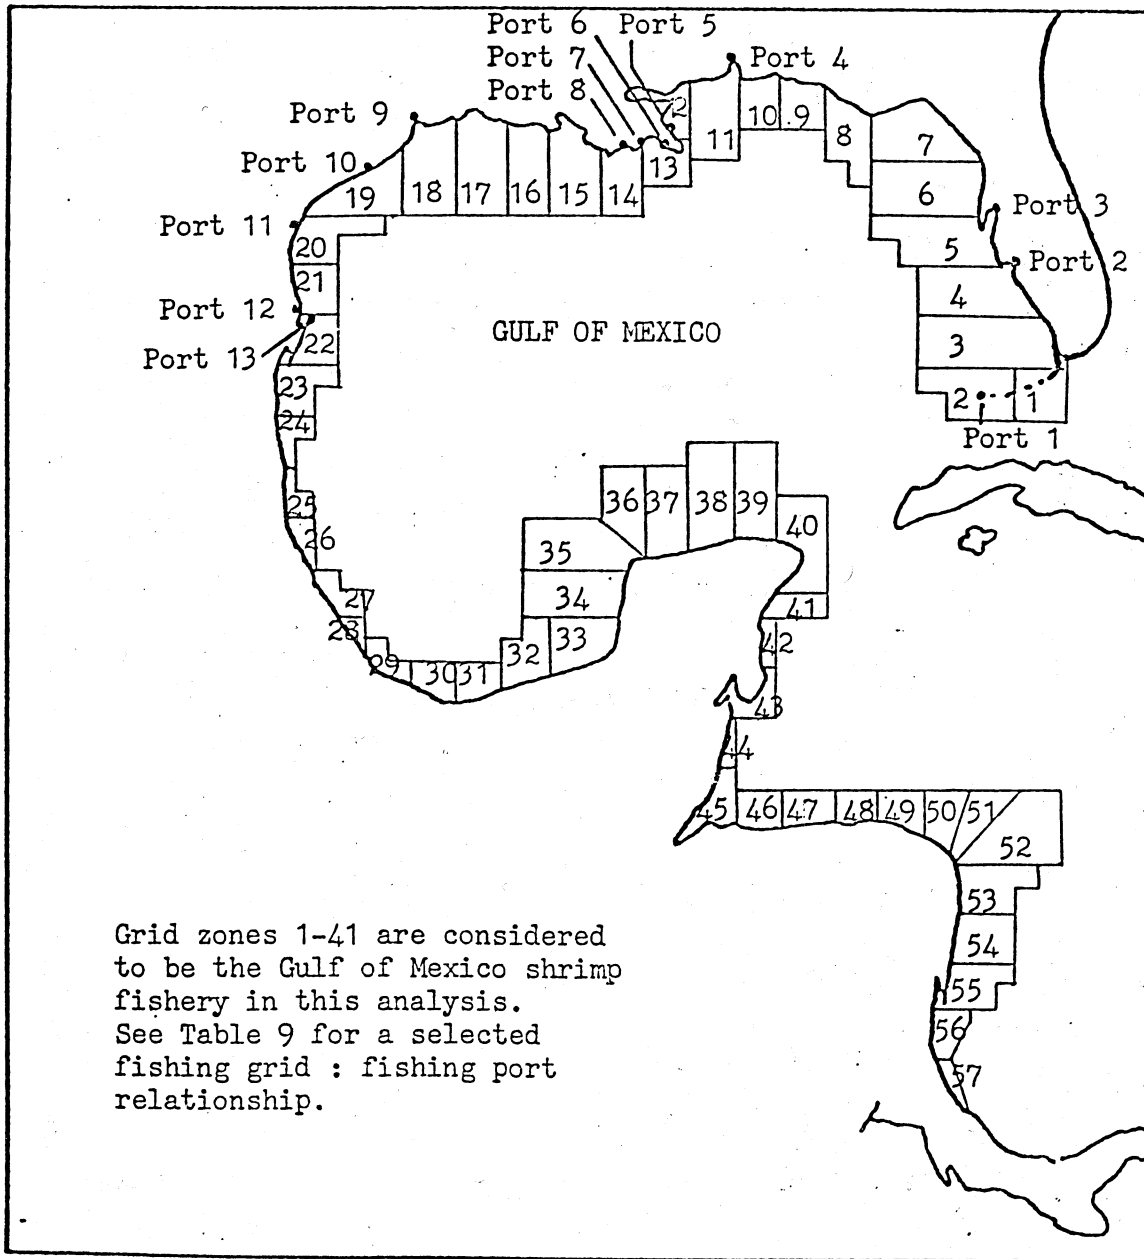 Port 6
Port 5
Port 7
Port 4
Port 8
Port 9
Port 10
Port 11
Port 12
Port 13
Port 3
Port 2
Port 1
GULF OF MEXICO
1
2
3
4
5
6
7
8
9
10
11
13
14
15
16
17
18
19
20
21
22
23
24
25
26
27
28
29
30
31
32
33
34
35
36
37
38
39
40
41
42
43
44
45
46
47
48
49
50
51
52
53
54
55
56
57
Grid zones 1-41 are considered
to be the Gulf of Mexico shrimp
fishery in this analysis.
See Table 9 for a selected
fishing grid : fishing port
relationship.